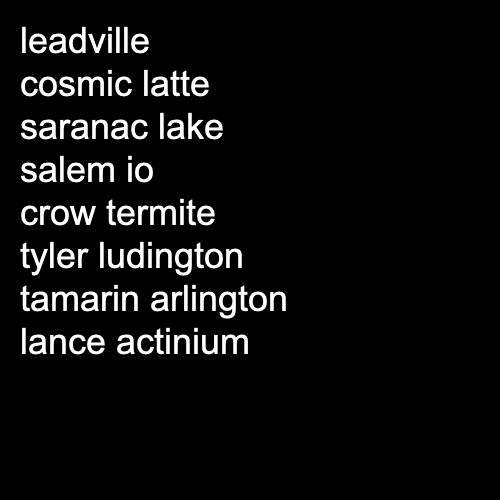 leadville
cosmic latte
saranac lake
salem io
crow termite
tyler ludington
tamarin arlington
lance actinium